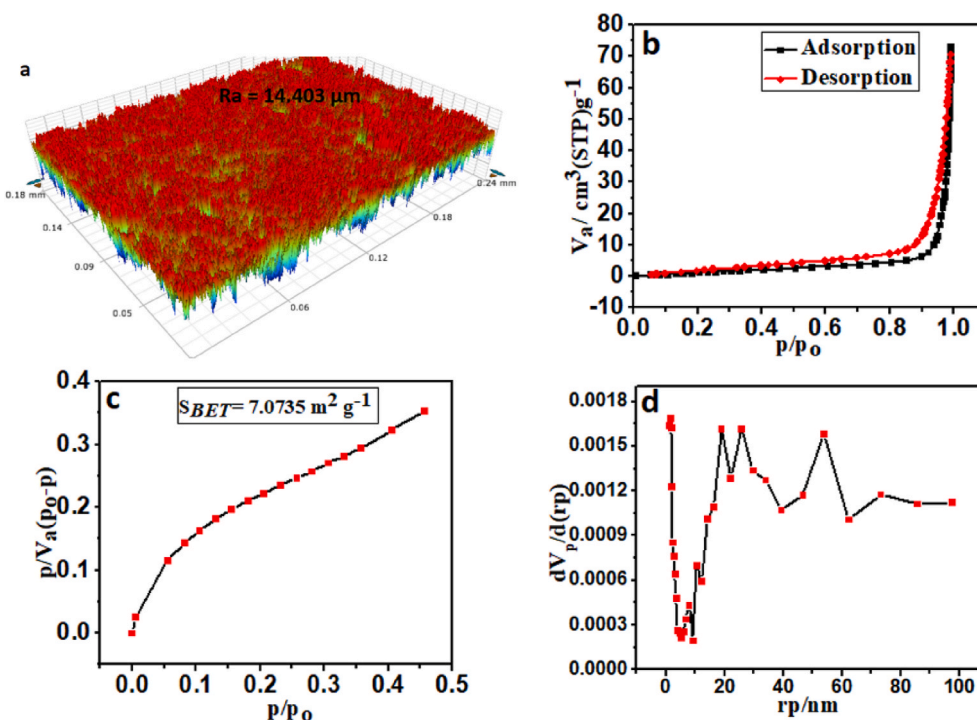 a
Ra = 14.403 µm
0.18 mm
0.14
0.09
0.05
0.24 mm
0.18
0.12
0.06
b
Adsorption
Desorption
Va/ cm³(STP)g⁻¹
80
70
60
50
40
30
20
10
0
-10
0.0 0.2 0.4 0.6 0.8 1.0
p/po
c
SBET= 7.0735 m² g⁻¹
p/Va(po-p)
0.4
0.3
0.2
0.1
0.0
0.0 0.1 0.2 0.3 0.4 0.5
p/po
d
dVp/d(rp)
0.0018
0.0015
0.0012
0.0009
0.0006
0.0003
0.0000
0 20 40 60 80 100
rp/nm